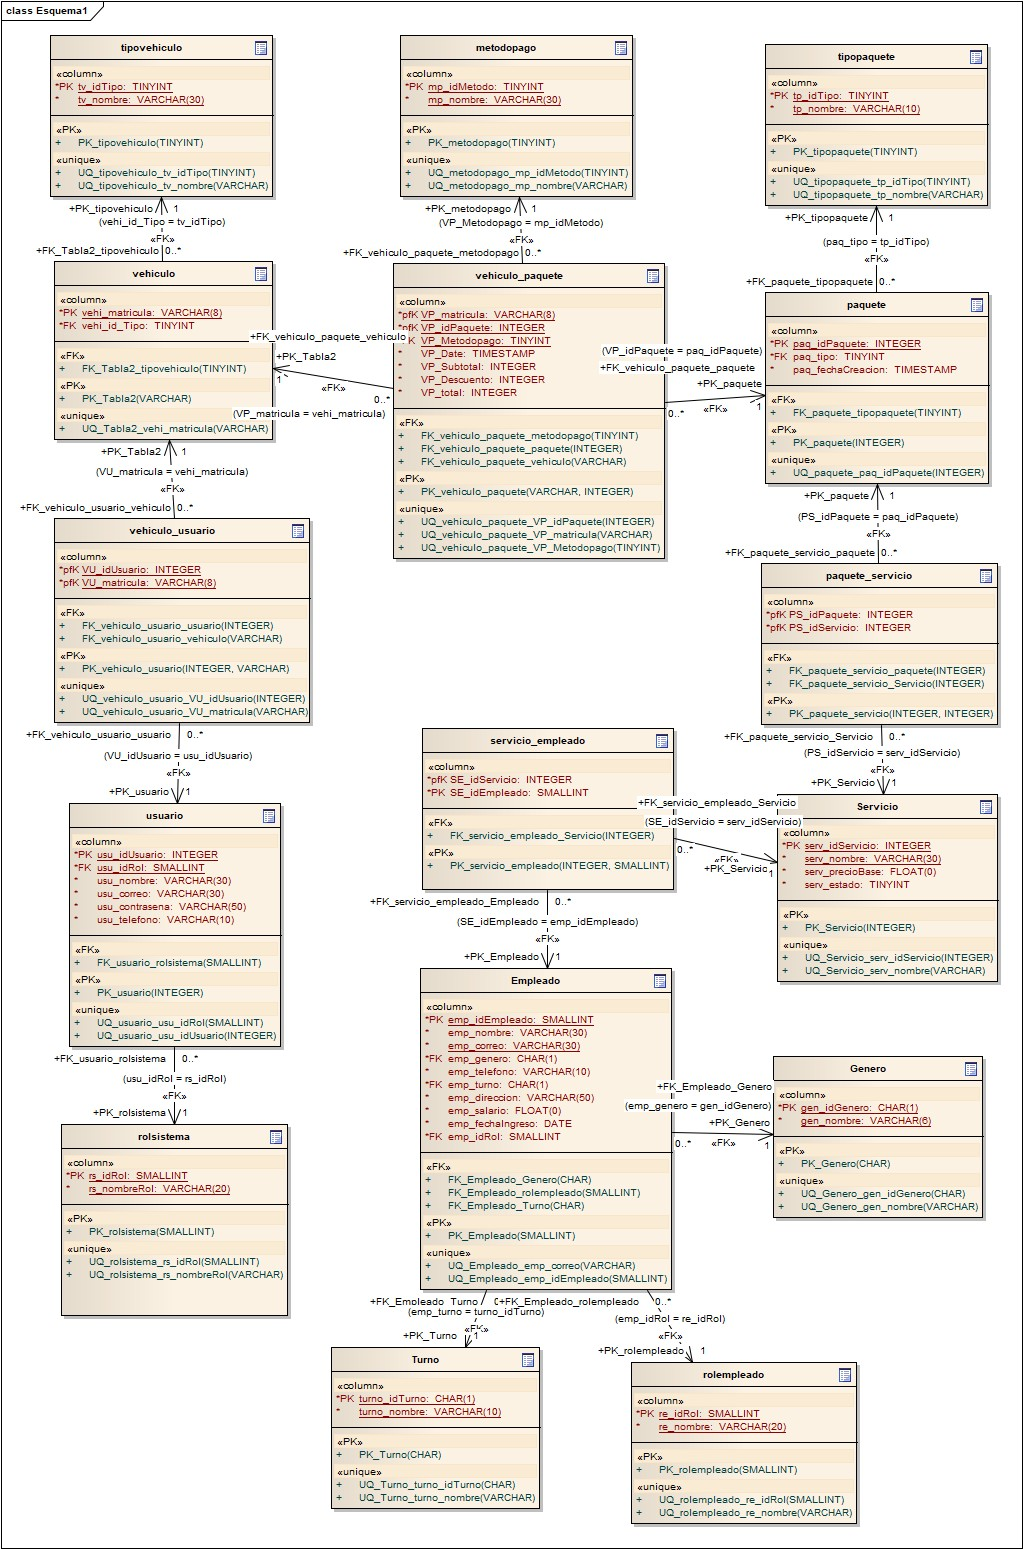 class Esquema1
tipovehiculo
«column»
*PK tv_idTipo: TINYINT
* tv_nombre: VARCHAR(30)
«PK»
+ PK_tipovehiculo(TINYINT)
«unique»
+ UQ_tipovehiculo_tv_idTipo(TINYINT)
+ UQ_tipovehiculo_tv_nombre(VARCHAR)
metodopago
«column»
*PK mp_idMetodo: TINYINT
* mp_nombre: VARCHAR(30)
«PK»
+ PK_metodopago(TINYINT)
«unique»
+ UQ_metodopago_mp_idMetodo(TINYINT)
+ UQ_metodopago_mp_nombre(VARCHAR)
tipopaquete
«column»
*PK tp_idTipo: TINYINT
* tp_nombre: VARCHAR(10)
«PK»
+ PK_tipopaquete(TINYINT)
«unique»
+ UQ_tipopaquete_tp_idTipo(TINYINT)
+ UQ_tipopaquete_tp_nombre(VARCHAR)
+PK_tipovehiculo 1
(vehi_id_Tipo = tv_idTipo)
«FK»
+FK_Tabla2_tipovehiculo 0..*
+PK_metodopago 1
(VP_Metodopago = mp_idMetodo)
«FK»
+FK_vehiculo_paquete_metodopago 0..*
+PK_tipopaquete 1
(paq_tipo = tp_idTipo)
«FK»
+FK_paquete_tipopaquete 0..*
vehiculo
«column»
*PK vehi_matricula: VARCHAR(8)
*FK vehi_id_Tipo: TINYINT
«FK»
+ FK_Tabla2_tipovehiculo(TINYINT)
«PK»
+ PK_Tabla2(VARCHAR)
«unique»
+ UQ_Tabla2_vehi_matricula(VARCHAR)
+FK_vehiculo_paquete_vehiculo
+PK_Tabla2
1
«FK»
0..*
(VP_matricula = vehi_matricula)
vehiculo_paquete
«column»
*pfK VP_matricula: VARCHAR(8)
*pfK VP_idPaquete: INTEGER
K VP_Metodopago: TINYINT
* VP_Date: TIMESTAMP
* VP_Subtotal: INTEGER
* VP_Descuento: INTEGER
* VP_total: INTEGER
«FK»
+ FK_vehiculo_paquete_metodopago(TINYINT)
+ FK_vehiculo_paquete_paquete(INTEGER)
+ FK_vehiculo_paquete_vehiculo(VARCHAR)
«PK»
+ PK_vehiculo_paquete(VARCHAR, INTEGER)
«unique»
+ UQ_vehiculo_paquete_VP_idPaquete(INTEGER)
+ UQ_vehiculo_paquete_VP_matricula(VARCHAR)
+ UQ_vehiculo_paquete_VP_Metodopago(TINYINT)
(VP_idPaquete = paq_idPaquete)
+FK_vehiculo_paquete_paquete
+PK_paquete
0..* «FK» 1
paquete
«column»
*PK paq_idPaquete: INTEGER
*FK paq_tipo: TINYINT
* paq_fechaCreacion: TIMESTAMP
«FK»
+ FK_paquete_tipopaquete(TINYINT)
«PK»
+ PK_paquete(INTEGER)
«unique»
+ UQ_paquete_paq_idPaquete(INTEGER)
+PK_Tabla2 1
(VU_matricula = vehi_matricula)
«FK»
+FK_vehiculo_usuario_vehiculo 0..*
+PK_paquete 1
(PS_idPaquete = paq_idPaquete)
«FK»
+FK_paquete_servicio_paquete 0..*
vehiculo_usuario
«column»
*pfK VU_idUsuario: INTEGER
*pfK VU_matricula: VARCHAR(8)
«FK»
+ FK_vehiculo_usuario_usuario(INTEGER)
+ FK_vehiculo_usuario_vehiculo(VARCHAR)
«PK»
+ PK_vehiculo_usuario(INTEGER, VARCHAR)
«unique»
+ UQ_vehiculo_usuario_VU_idUsuario(INTEGER)
+ UQ_vehiculo_usuario_VU_matricula(VARCHAR)
paquete_servicio
«column»
*pfK PS_idPaquete: INTEGER
*pfK PS_idServicio: INTEGER
«FK»
+ FK_paquete_servicio_paquete(INTEGER)
+ FK_paquete_servicio_Servicio(INTEGER)
«PK»
+ PK_paquete_servicio(INTEGER, INTEGER)
+FK_vehiculo_usuario_usuario 0..*
(VU_idUsuario = usu_idUsuario)
«FK»
+PK_usuario 1
+FK_paquete_servicio_Servicio 0..*
(PS_idServicio = serv_idServicio)
«FK»
+PK_Servicio 1
servicio_empleado
«column»
*pfK SE_idServicio: INTEGER
*PK SE_idEmpleado: SMALLINT
«FK»
+ FK_servicio_empleado_Servicio(INTEGER)
«PK»
+ PK_servicio_empleado(INTEGER, SMALLINT)
+FK_servicio_empleado_Servicio
(SE_idServicio = serv_idServicio)
0..* «FK»
+PK_Servicio 1
Servicio
«column»
*PK serv_idServicio: INTEGER
* serv_nombre: VARCHAR(30)
* serv_precioBase: FLOAT(0)
* serv_estado: TINYINT
«PK»
+ PK_Servicio(INTEGER)
«unique»
+ UQ_Servicio_serv_idServicio(INTEGER)
+ UQ_Servicio_serv_nombre(VARCHAR)
usuario
«column»
*PK usu_idUsuario: INTEGER
*FK usu_idRol: SMALLINT
* usu_nombre: VARCHAR(30)
* usu_correo: VARCHAR(30)
* usu_contrasena: VARCHAR(50)
* usu_telefono: VARCHAR(10)
«FK»
+ FK_usuario_rolsistema(SMALLINT)
«PK»
+ PK_usuario(INTEGER)
«unique»
+ UQ_usuario_usu_idRol(SMALLINT)
+ UQ_usuario_usu_idUsuario(INTEGER)
+FK_servicio_empleado_Empleado 0..*
(SE_idEmpleado = emp_idEmpleado)
«FK»
+PK_Empleado 1
Empleado
«column»
*PK emp_idEmpleado: SMALLINT
* emp_nombre: VARCHAR(30)
* emp_correo: VARCHAR(30)
*FK emp_genero: CHAR(1)
* emp_telefono: VARCHAR(10)
*FK emp_turno: CHAR(1)
* emp_direccion: VARCHAR(50)
* emp_salario: FLOAT(0)
* emp_fechaIngreso: DATE
*FK emp_idRol: SMALLINT
«FK»
+ FK_Empleado_Genero(CHAR)
+ FK_Empleado_rolempleado(SMALLINT)
+ FK_Empleado_Turno(CHAR)
«PK»
+ PK_Empleado(SMALLINT)
«unique»
+ UQ_Empleado_emp_correo(VARCHAR)
+ UQ_Empleado_emp_idEmpleado(SMALLINT)
+FK_Empleado_Genero
(emp_genero = gen_idGenero)
+PK_Genero
0..* «FK» 1
Genero
«column»
*PK gen_idGenero: CHAR(1)
* gen_nombre: VARCHAR(6)
«PK»
+ PK_Genero(CHAR)
«unique»
+ UQ_Genero_gen_idGenero(CHAR)
+ UQ_Genero_gen_nombre(VARCHAR)
+FK_usuario_rolsistema 0..*
(usu_idRol = rs_idRol)
«FK»
+PK_rolsistema 1
rolsistema
«column»
*PK rs_idRol: SMALLINT
* rs_nombreRol: VARCHAR(20)
«PK»
+ PK_rolsistema(SMALLINT)
«unique»
+ UQ_rolsistema_rs_idRol(SMALLINT)
+ UQ_rolsistema_rs_nombreRol(VARCHAR)
+FK_Empleado_Turno
(emp_turno = turno_idTurno)
«FK»
+PK_Turno 1
+FK_Empleado_rolempleado 0..*
(emp_idRol = re_idRol)
«FK»
+PK_rolempleado 1
Turno
«column»
*PK turno_idTurno: CHAR(1)
* turno_nombre: VARCHAR(10)
«PK»
+ PK_Turno(CHAR)
«unique»
+ UQ_Turno_turno_idTurno(CHAR)
+ UQ_Turno_turno_nombre(VARCHAR)
rolempleado
«column»
*PK re_idRol: SMALLINT
* re_nombre: VARCHAR(20)
«PK»
+ PK_rolempleado(SMALLINT)
«unique»
+ UQ_rolempleado_re_idRol(SMALLINT)
+ UQ_rolempleado_re_nombre(VARCHAR)